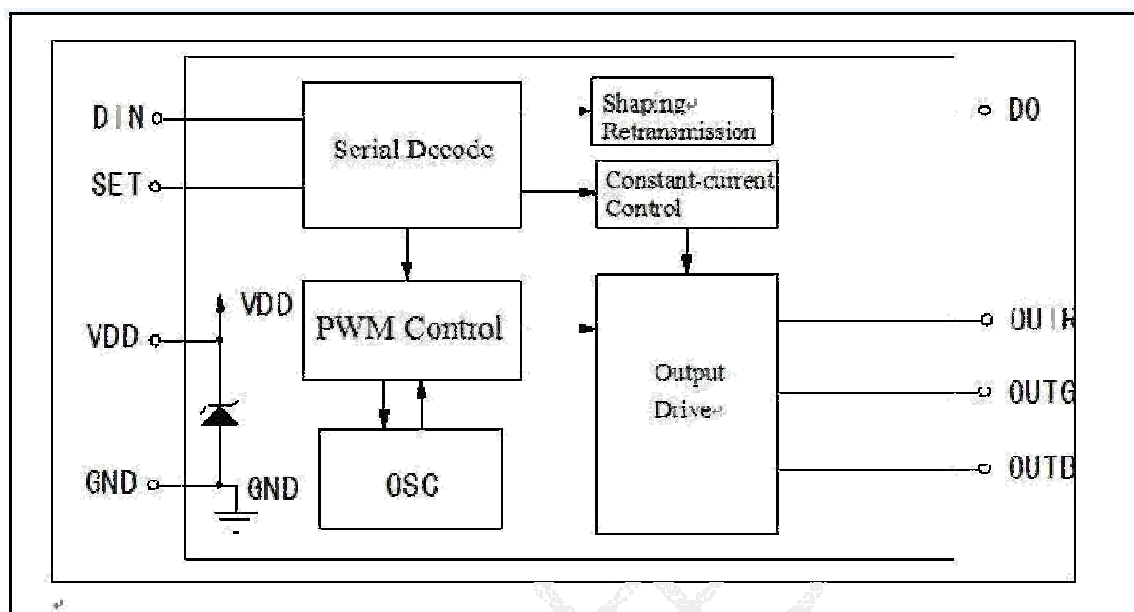 DIN
SET
VDD
GND
VDD
GND
Serial Decode
PWM Control
OSC
Shaping
Retransmission
Constant-current
Control
Output
Drive
DO
OUTR
OUTG
OUTB